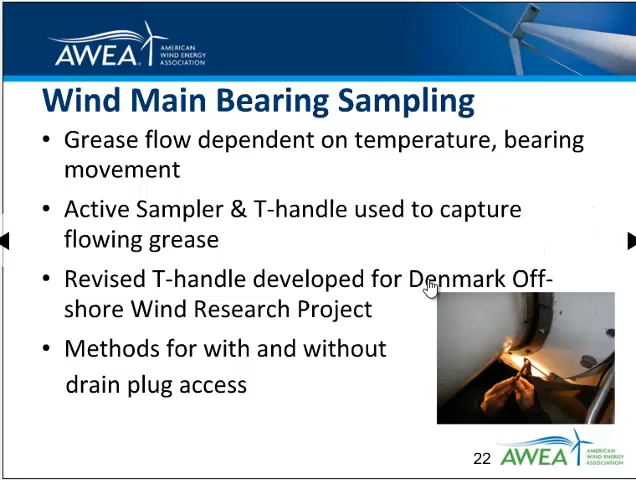 AWEA
AMERICAN
WIND ENERGY
ASSOCIATION
Wind Main Bearing Sampling
• Grease flow dependent on temperature, bearing
movement
• Active Sampler & T-handle used to capture
flowing grease
• Revised T-handle developed for Denmark Off-
shore Wind Research Project
• Methods for with and without
drain plug access
22
AWEA
AMERICAN
WIND ENERGY
ASSOCIATION